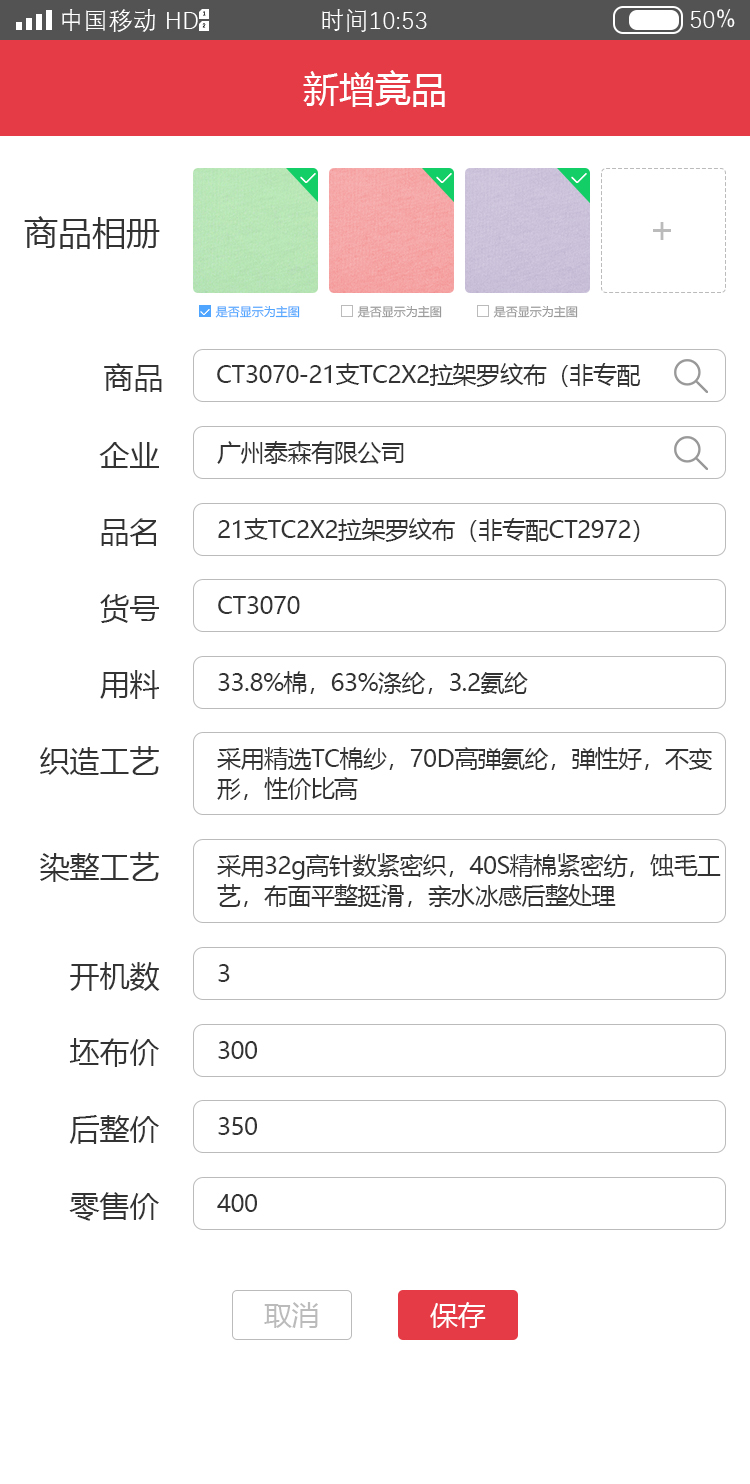 中国移动 HD 时间10:53 50%
新增竟品
商品相册
+
是否显示为主图 是否显示为主图 是否显示为主图
商品 CT3070-21支TC2X2拉架罗纹布（非专配
企业 广州泰森有限公司
品名 21支TC2X2拉架罗纹布（非专配CT2972）
货号 CT3070
用料 33.8%棉，63%涤纶，3.2氨纶
织造工艺 采用精选TC棉纱，70D高弹氨纶，弹性好，不变
形，性价比高
染整工艺 采用32g高针数紧密织，40S精棉紧密纺，蚀毛工
艺，布面平整挺滑，亲水冰感后整处理
开机数 3
坯布价 300
后整价 350
零售价 400
取消 保存